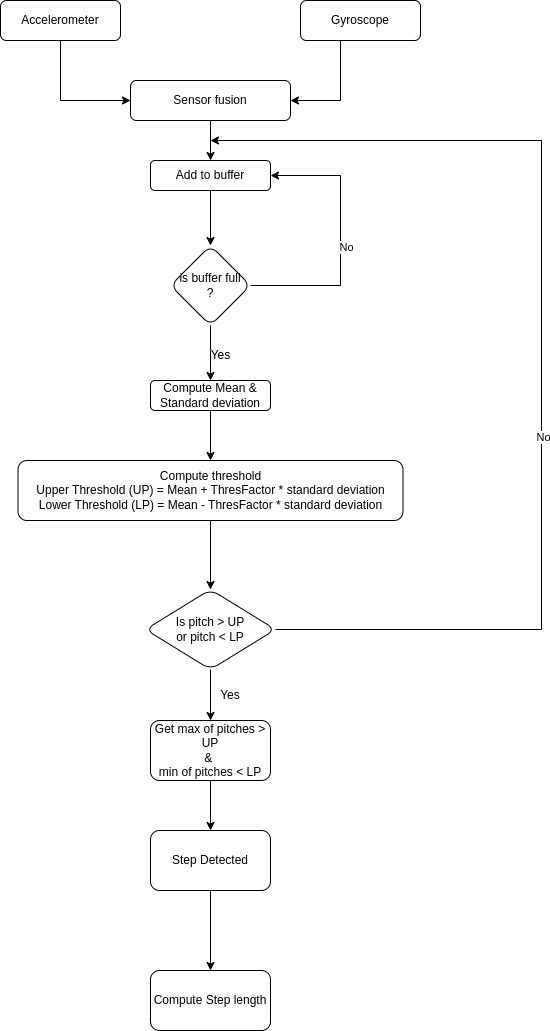 Accelerometer
Gyroscope
Sensor fusion
Add to buffer
No
is buffer full
?
Yes
Compute Mean &
Standard deviation
No
Compute threshold
Upper Threshold (UP) = Mean + ThresFactor * standard deviation
Lower Threshold (LP) = Mean - ThresFactor * standard deviation
Is pitch > UP
or pitch < LP
Yes
Get max of pitches >
UP
&
min of pitches < LP
Step Detected
Compute Step length